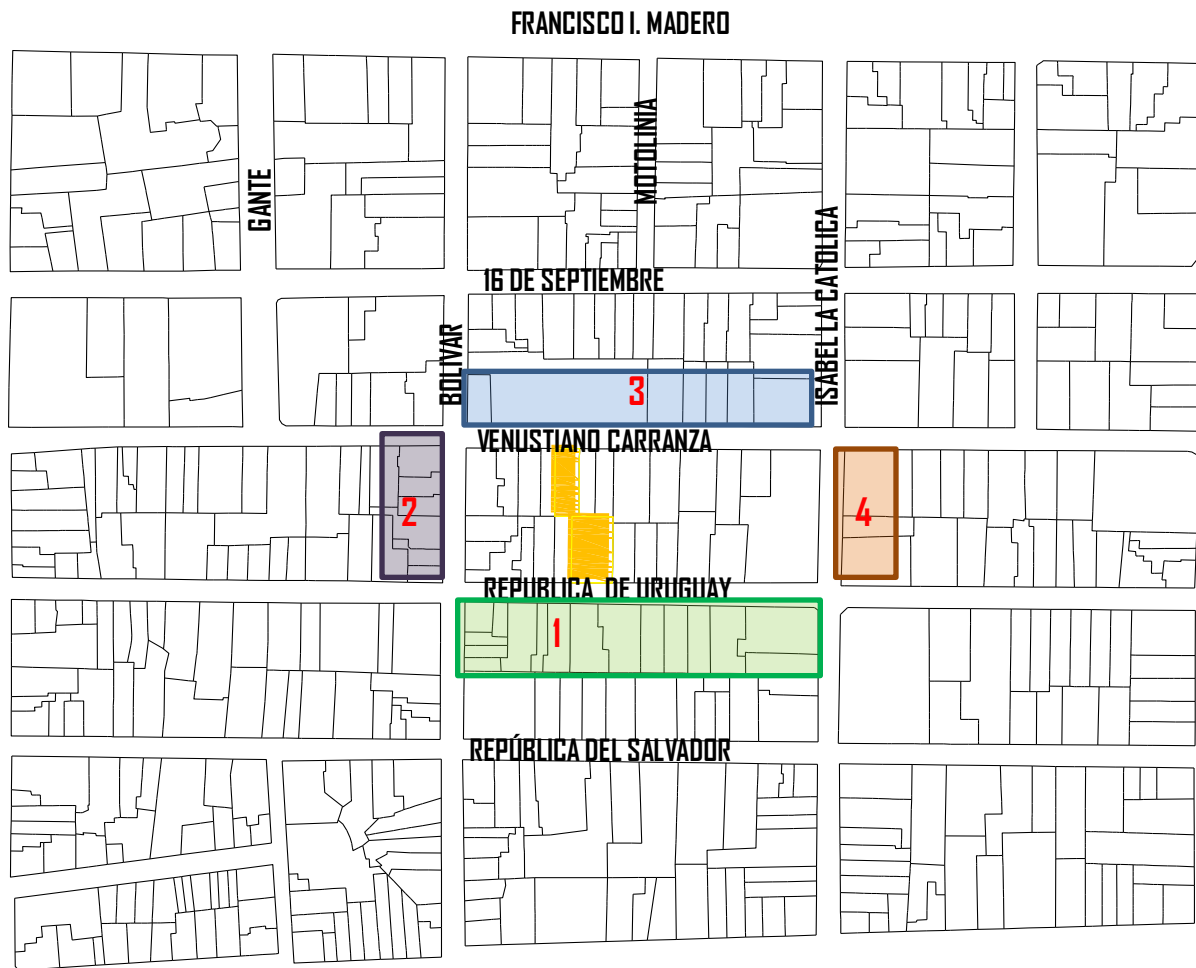 FRANCISCO I. MADERO
MOTOLINIA
GANTE
ISABEL LA CATOLICA
16 DE SEPTIEMBRE
BOLIVAR
3
VENUSTIANO CARRANZA
2
4
REPUBLICA DE URUGUAY
1
REPÚBLICA DEL SALVADOR